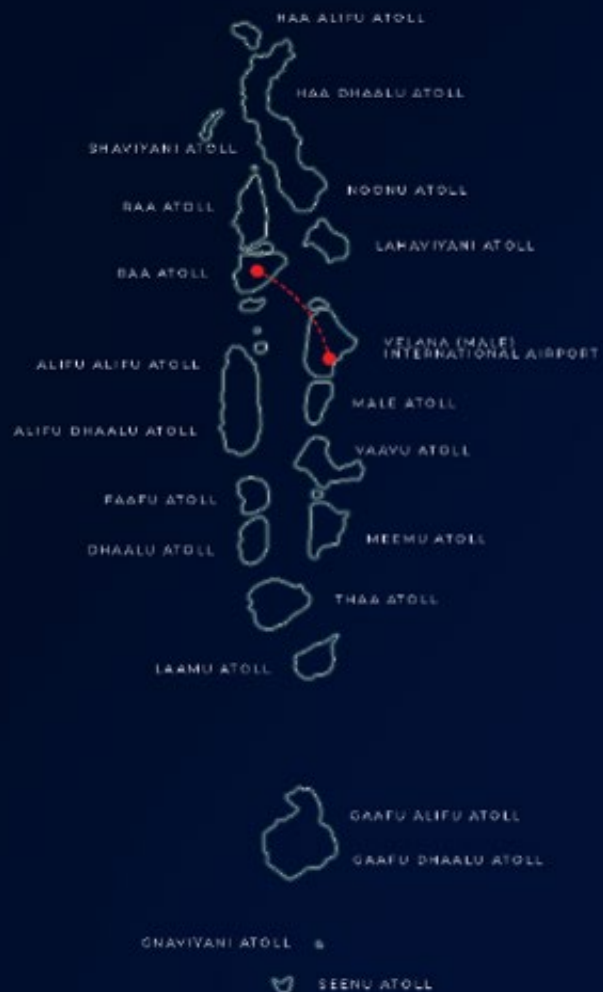 HAA ALIFU ATOLL
HAA DHAALU ATOLL
SHAVIYANI ATOLL
NOONU ATOLL
RAA ATOLL
LAHAVIYANI ATOLL
BAA ATOLL
VELANA (MALE)
INTERNATIONAL AIRPORT
ALIFU ALIFU ATOLL
MALE ATOLL
ALIFU DHAALU ATOLL
VAAVU ATOLL
FAAFU ATOLL
MEEMU ATOLL
DHAALU ATOLL
THAA ATOLL
LAAMU ATOLL
GAAFU ALIFU ATOLL
GAAFU DHAALU ATOLL
GNAVIYANI ATOLL
SEENU ATOLL